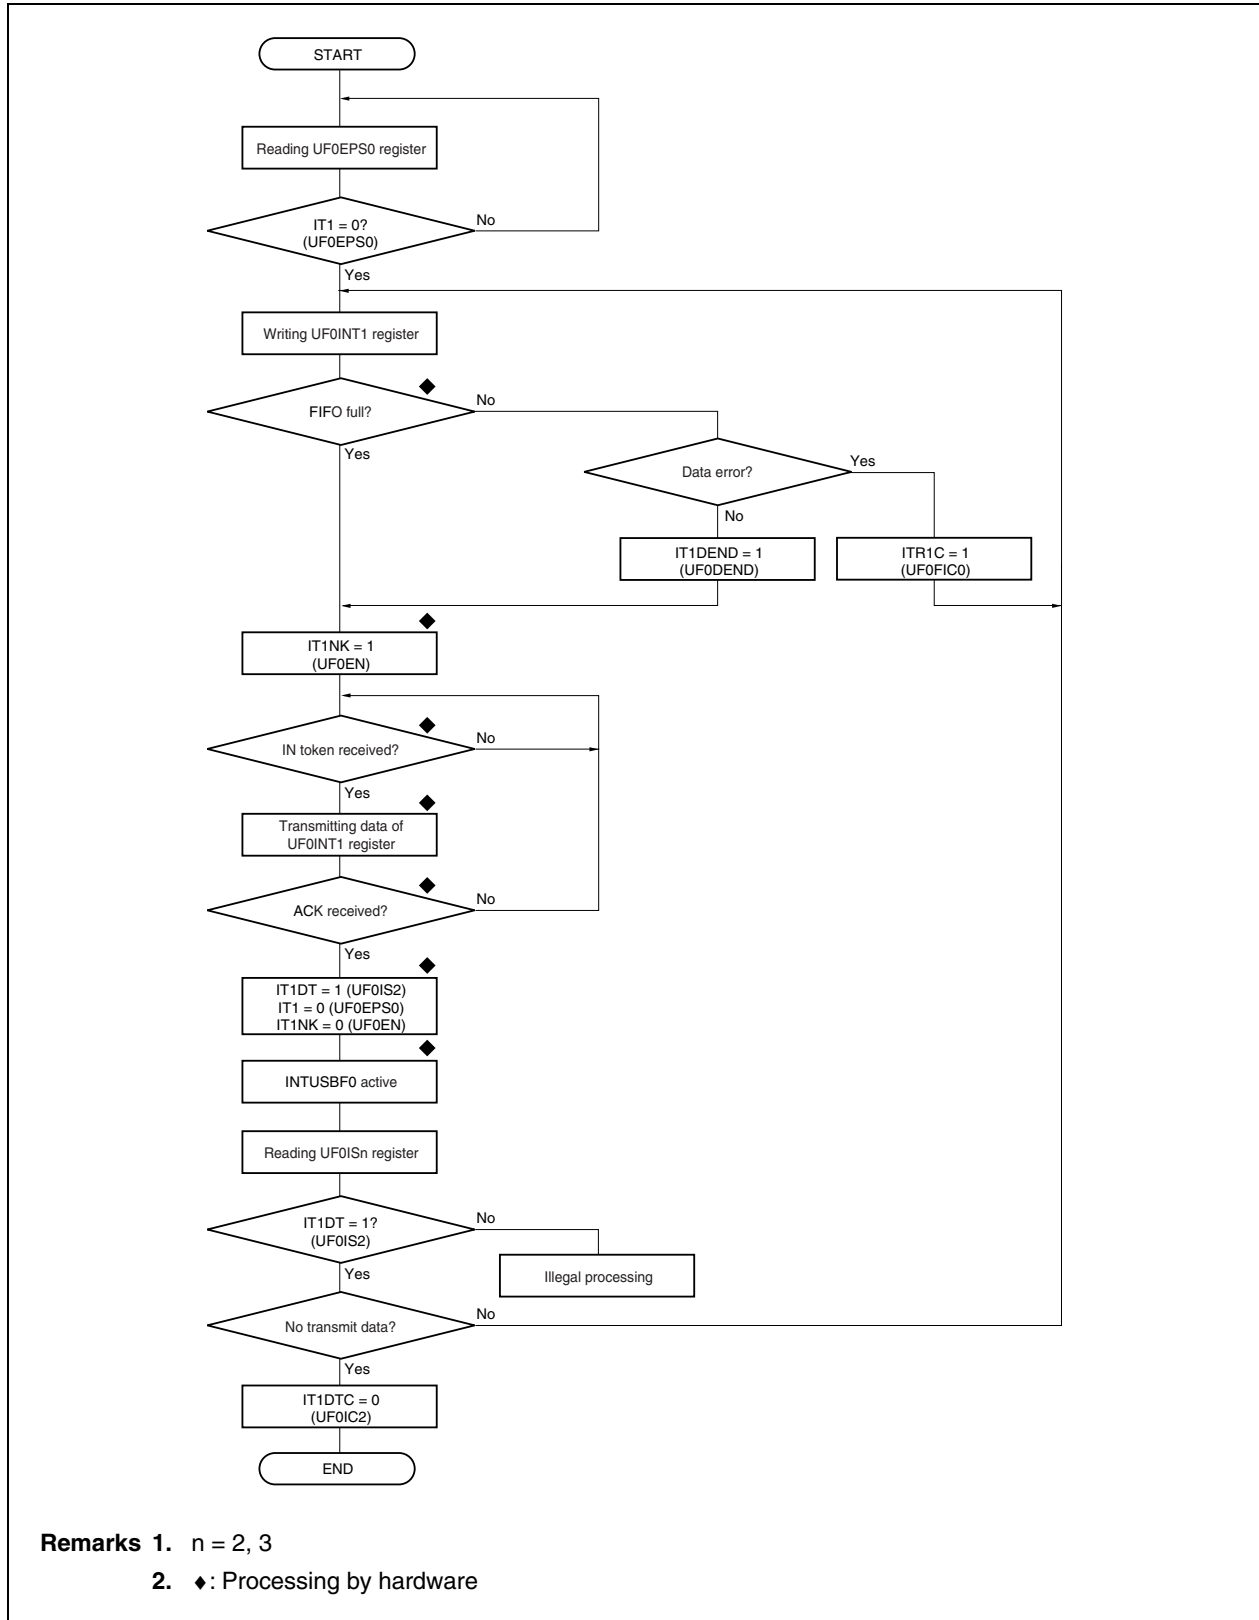 START
Reading UF0EPS0 register
IT1 = 0?
(UF0EPS0)
No
Yes
Writing UF0INT1 register
FIFO full?
◆
No
Yes
Data error?
Yes
No
IT1DEND = 1
(UF0DEND)
ITR1C = 1
(UF0FIC0)
◆
IT1NK = 1
(UF0EN)
◆
IN token received?
No
Yes
◆
Transmitting data of
UF0INT1 register
◆
ACK received?
No
Yes
◆
IT1DT = 1 (UF0IS2)
IT1 = 0 (UF0EPS0)
IT1NK = 0 (UF0EN)
◆
INTUSBF0 active
Reading UF0ISn register
IT1DT = 1?
(UF0IS2)
No
Yes
Illegal processing
No transmit data?
No
Yes
IT1DTC = 0
(UF0IC2)
END
Remarks 1. n = 2, 3
2. ◆: Processing by hardware